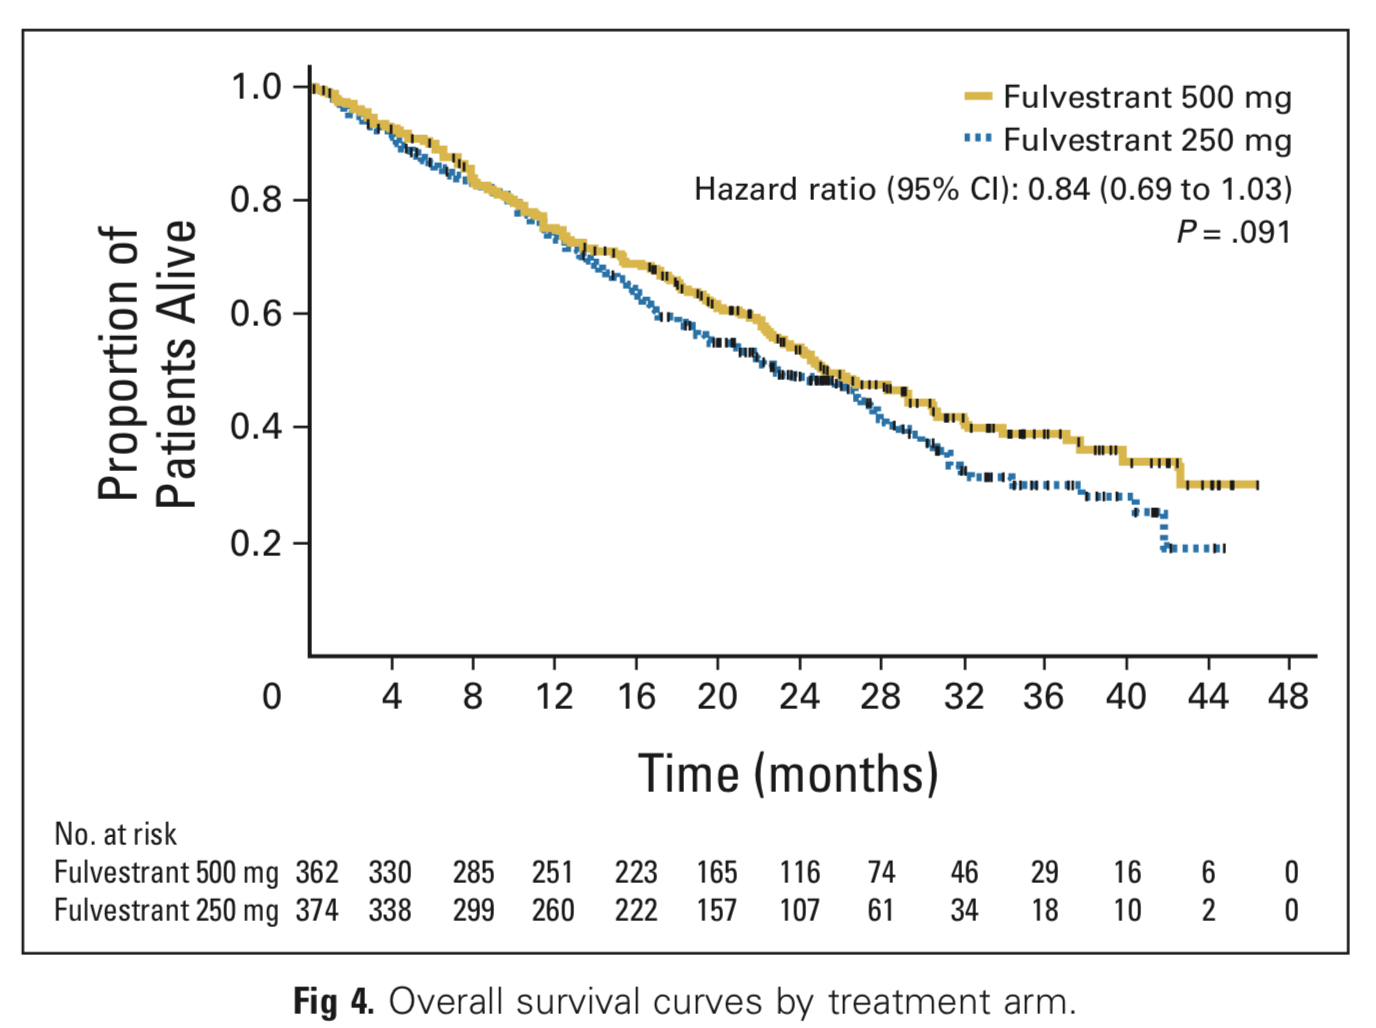 1.0
0.8
0.6
0.4
0.2
Proportion of
Patients Alive
Fulvestrant 500 mg
Fulvestrant 250 mg
Hazard ratio (95% CI): 0.84 (0.69 to 1.03)
P = .091
0 4 8 12 16 20 24 28 32 36 40 44 48
Time (months)
No. at risk
Fulvestrant 500 mg 362 330 285 251 223 165 116 74 46 29 16 6 0
Fulvestrant 250 mg 374 338 299 260 222 157 107 61 34 18 10 2 0
Fig 4. Overall survival curves by treatment arm.